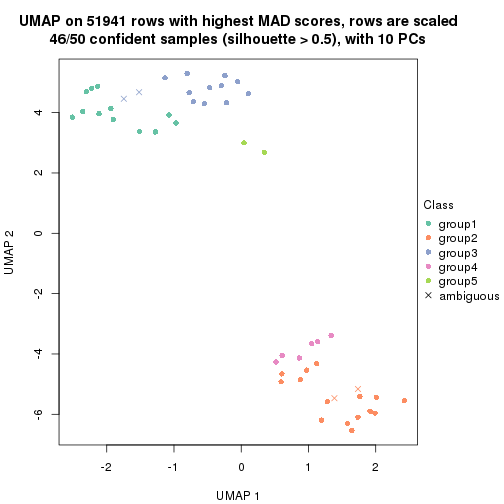 UMAP on 51941 rows with highest MAD scores, rows are scaled
46/50 confident samples (silhouette > 0.5), with 10 PCs
4
2
0
-2
-4
-6
UMAP 2
-2
-1
0
1
2
UMAP 1
Class
group1
group2
group3
group4
group5
ambiguous